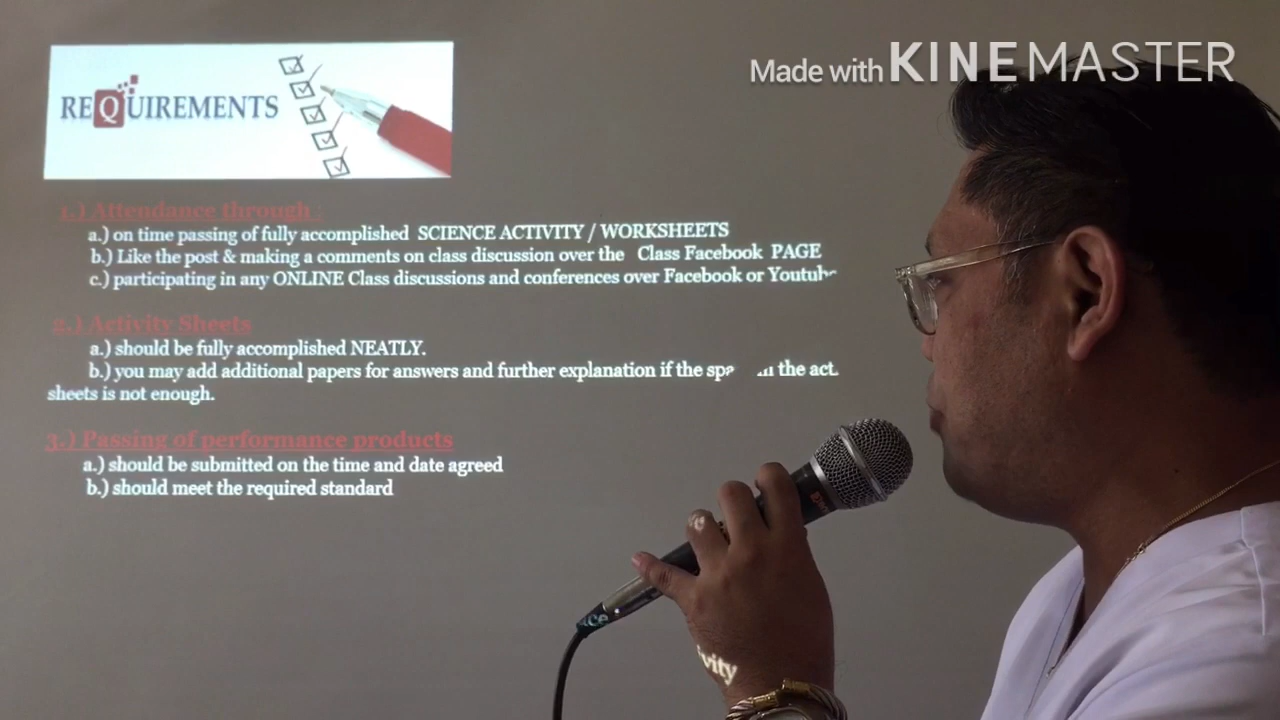 Made with KINEMASTER
REQUIREMENTS
1.) Attendance through :
a.) on time passing of fully accomplished SCIENCE ACTIVITY / WORKSHEETS
b.) Like the post & making a comments on class discussion over the Class Facebook PAGE
c.) participating in any ONLINE Class discussions and conferences over Facebook or
2.) Activity Sheets
a.) should be fully accomplished NEATLY.
b.) you may add additional papers for answers and further explanation if the the
sheets is not enough.
3.) Passing of performance products
a.) should be submitted on the time and date agreed
b.) should meet the required standard